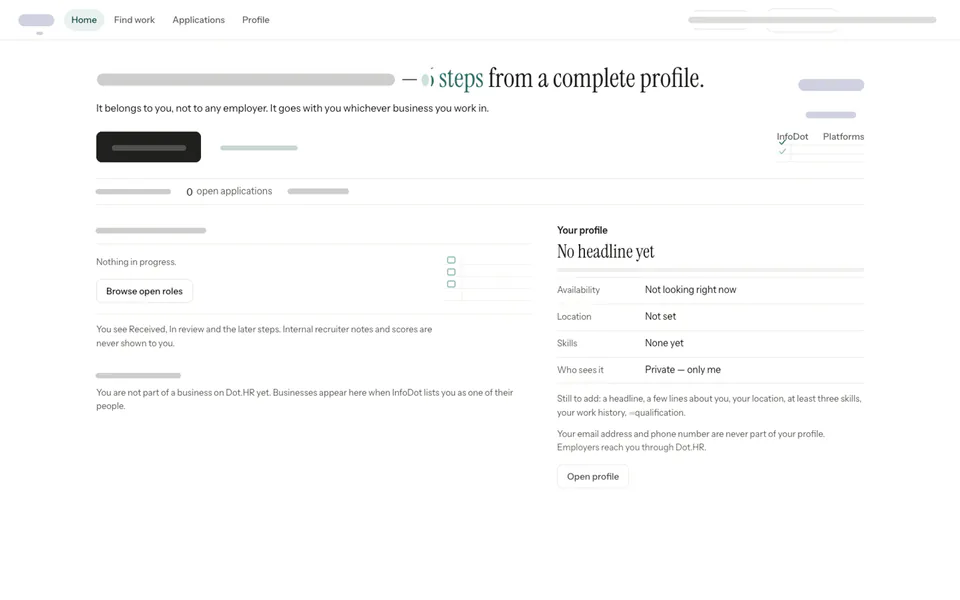 Home Find work Applications Profile
— 6 steps from a complete profile.
It belongs to you, not to any employer. It goes with you whichever business you work in.
InfoDot Platforms
0 open applications
Your profile
No headline yet
Nothing in progress.
Browse open roles
Availability Not looking right now
Location Not set
Skills None yet
Who sees it Private — only me
You see Received, In review and the later steps. Internal recruiter notes and scores are
never shown to you.
You are not part of a business on Dot.HR yet. Businesses appear here when InfoDot lists you as one of their
people.
Still to add: a headline, a few lines about you, your location, at least three skills,
your work history, qualification.
Your email address and phone number are never part of your profile.
Employers reach you through Dot.HR.
Open profile